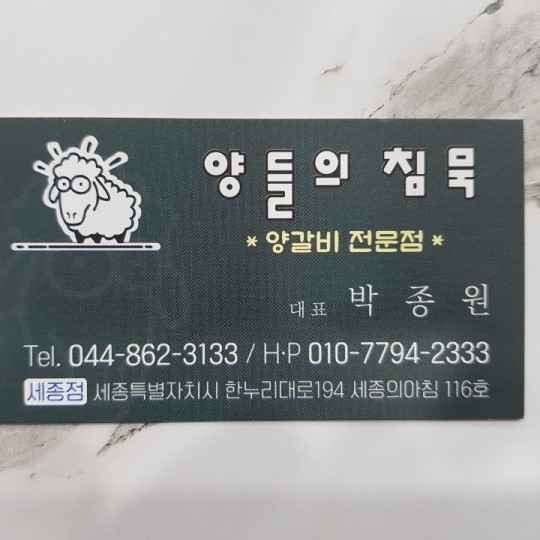 양들의 침묵
* 양갈비 전문점 *
대표 박종원
Tel. 044-862-3133 / H·P 010-7794-2333
세종점 세종특별자치시 한누리대로194 세종의아침 116호